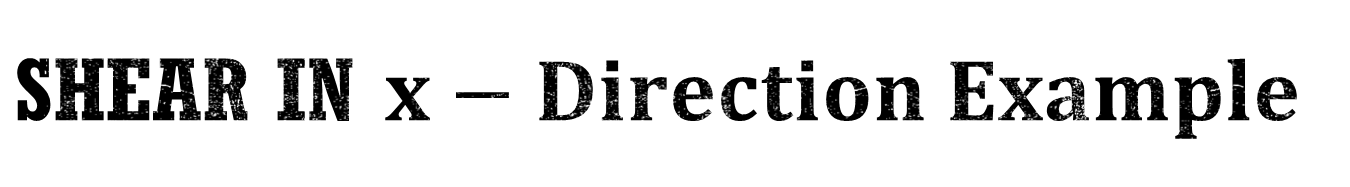 SHEAR IN x – Direction Example